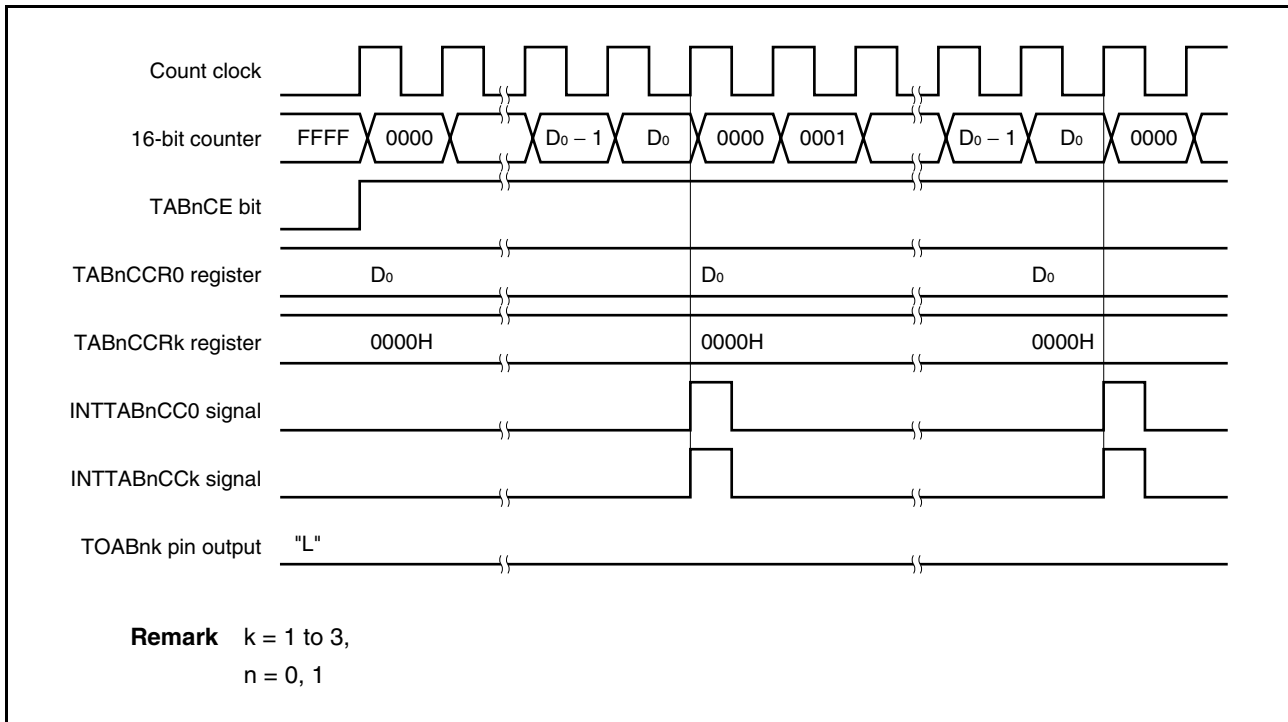 Count clock
16-bit counter FFFF 0000 D₀ − 1 D₀ 0000 0001 D₀ − 1 D₀ 0000
TABnCE bit
TABnCCR0 register D₀ D₀ D₀
TABnCCRk register 0000H 0000H 0000H
INTTABnCC0 signal
INTTABnCCk signal
TOABnk pin output "L"
Remark k = 1 to 3,
n = 0, 1